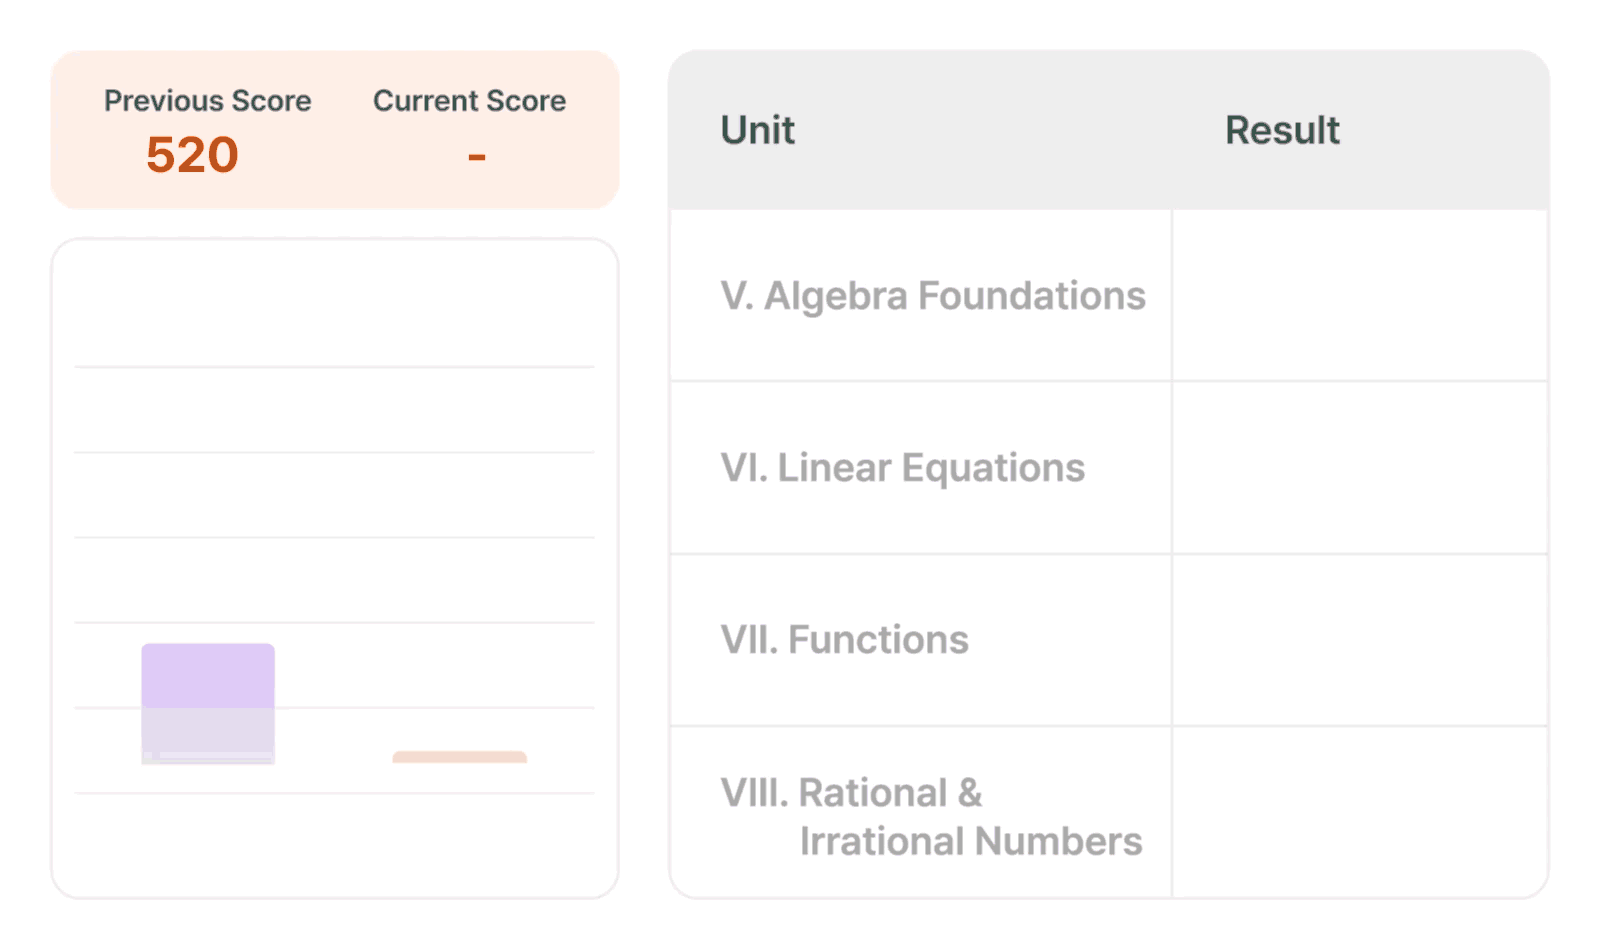 Previous Score
Current Score
520
-
Unit
Result
V. Algebra Foundations
VI. Linear Equations
VII. Functions
VIII. Rational &
Irrational Numbers